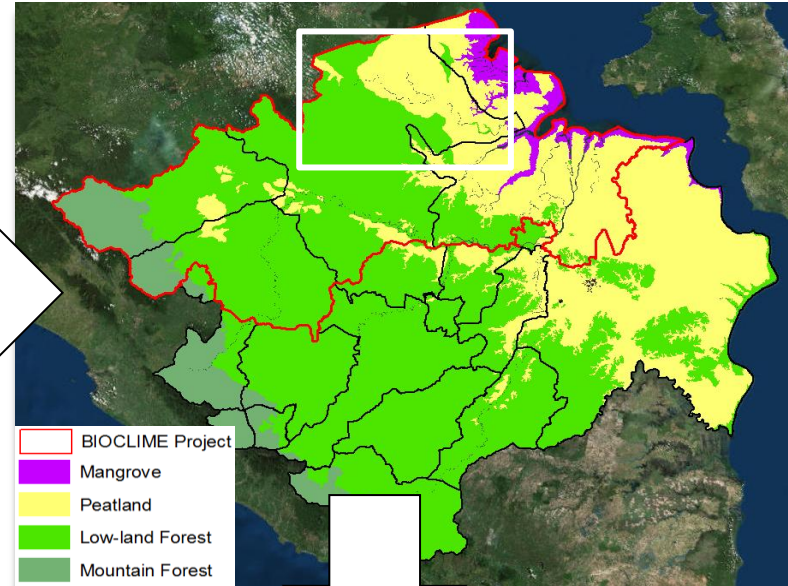 BIOCLIME Project
Mangrove
Peatland
Low-land Forest
Mountain Forest